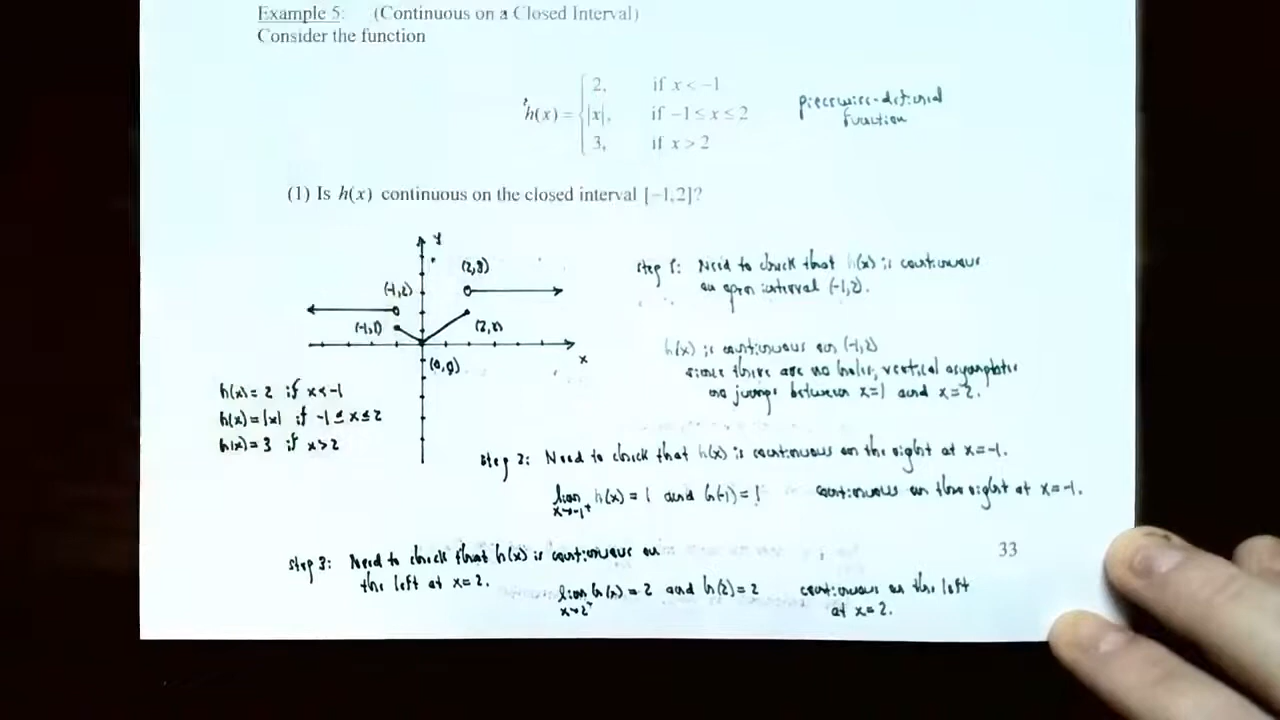 Example 5: (Continuous on a Closed Interval)
Consider the function
h(x) = { 2, if x < -1
|x|, if -1 ≤ x ≤ 2
3, if x > 2
piecewise-defined
function
(1) Is h(x) continuous on the closed interval [-1,2]?
y
(2,3)
(-1,2)
(-1,1)
(2,2)
x
(0,0)
h(x) = 2 if x < -1
h(x) = |x| if -1 ≤ x ≤ 2
h(x) = 3 if x > 2
Step 1: Need to check that h(x) is continuous
on open interval (-1,2).
h(x) is continuous on (-1,2)
since there are no holes, vertical asymptotes
or jumps between x=1 and x=2.
Step 2: Need to check that h(x) is continuous on the right at x=-1.
lim h(x) = 1 and h(-1) = 1 continuous on the right at x=-1.
x→-1⁺
Step 3: Need to check that h(x) is continuous on
the left at x=2.
lim h(x) = 2 and h(2) = 2 continuous on the left
x→2
at x=2.
33